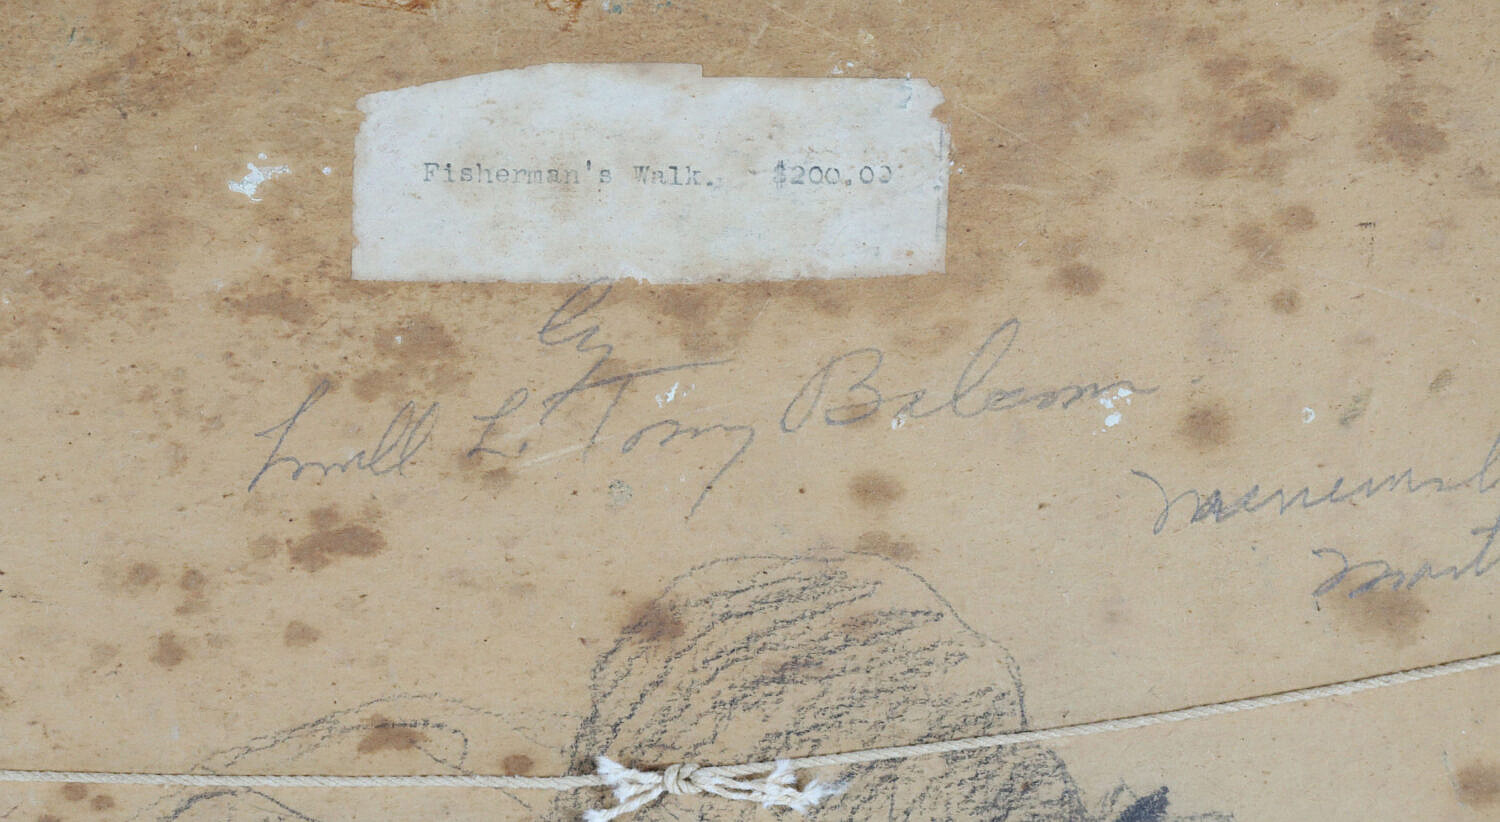 Fisherman's Walk. $200.00
by
Lowell L. Tony Balcom